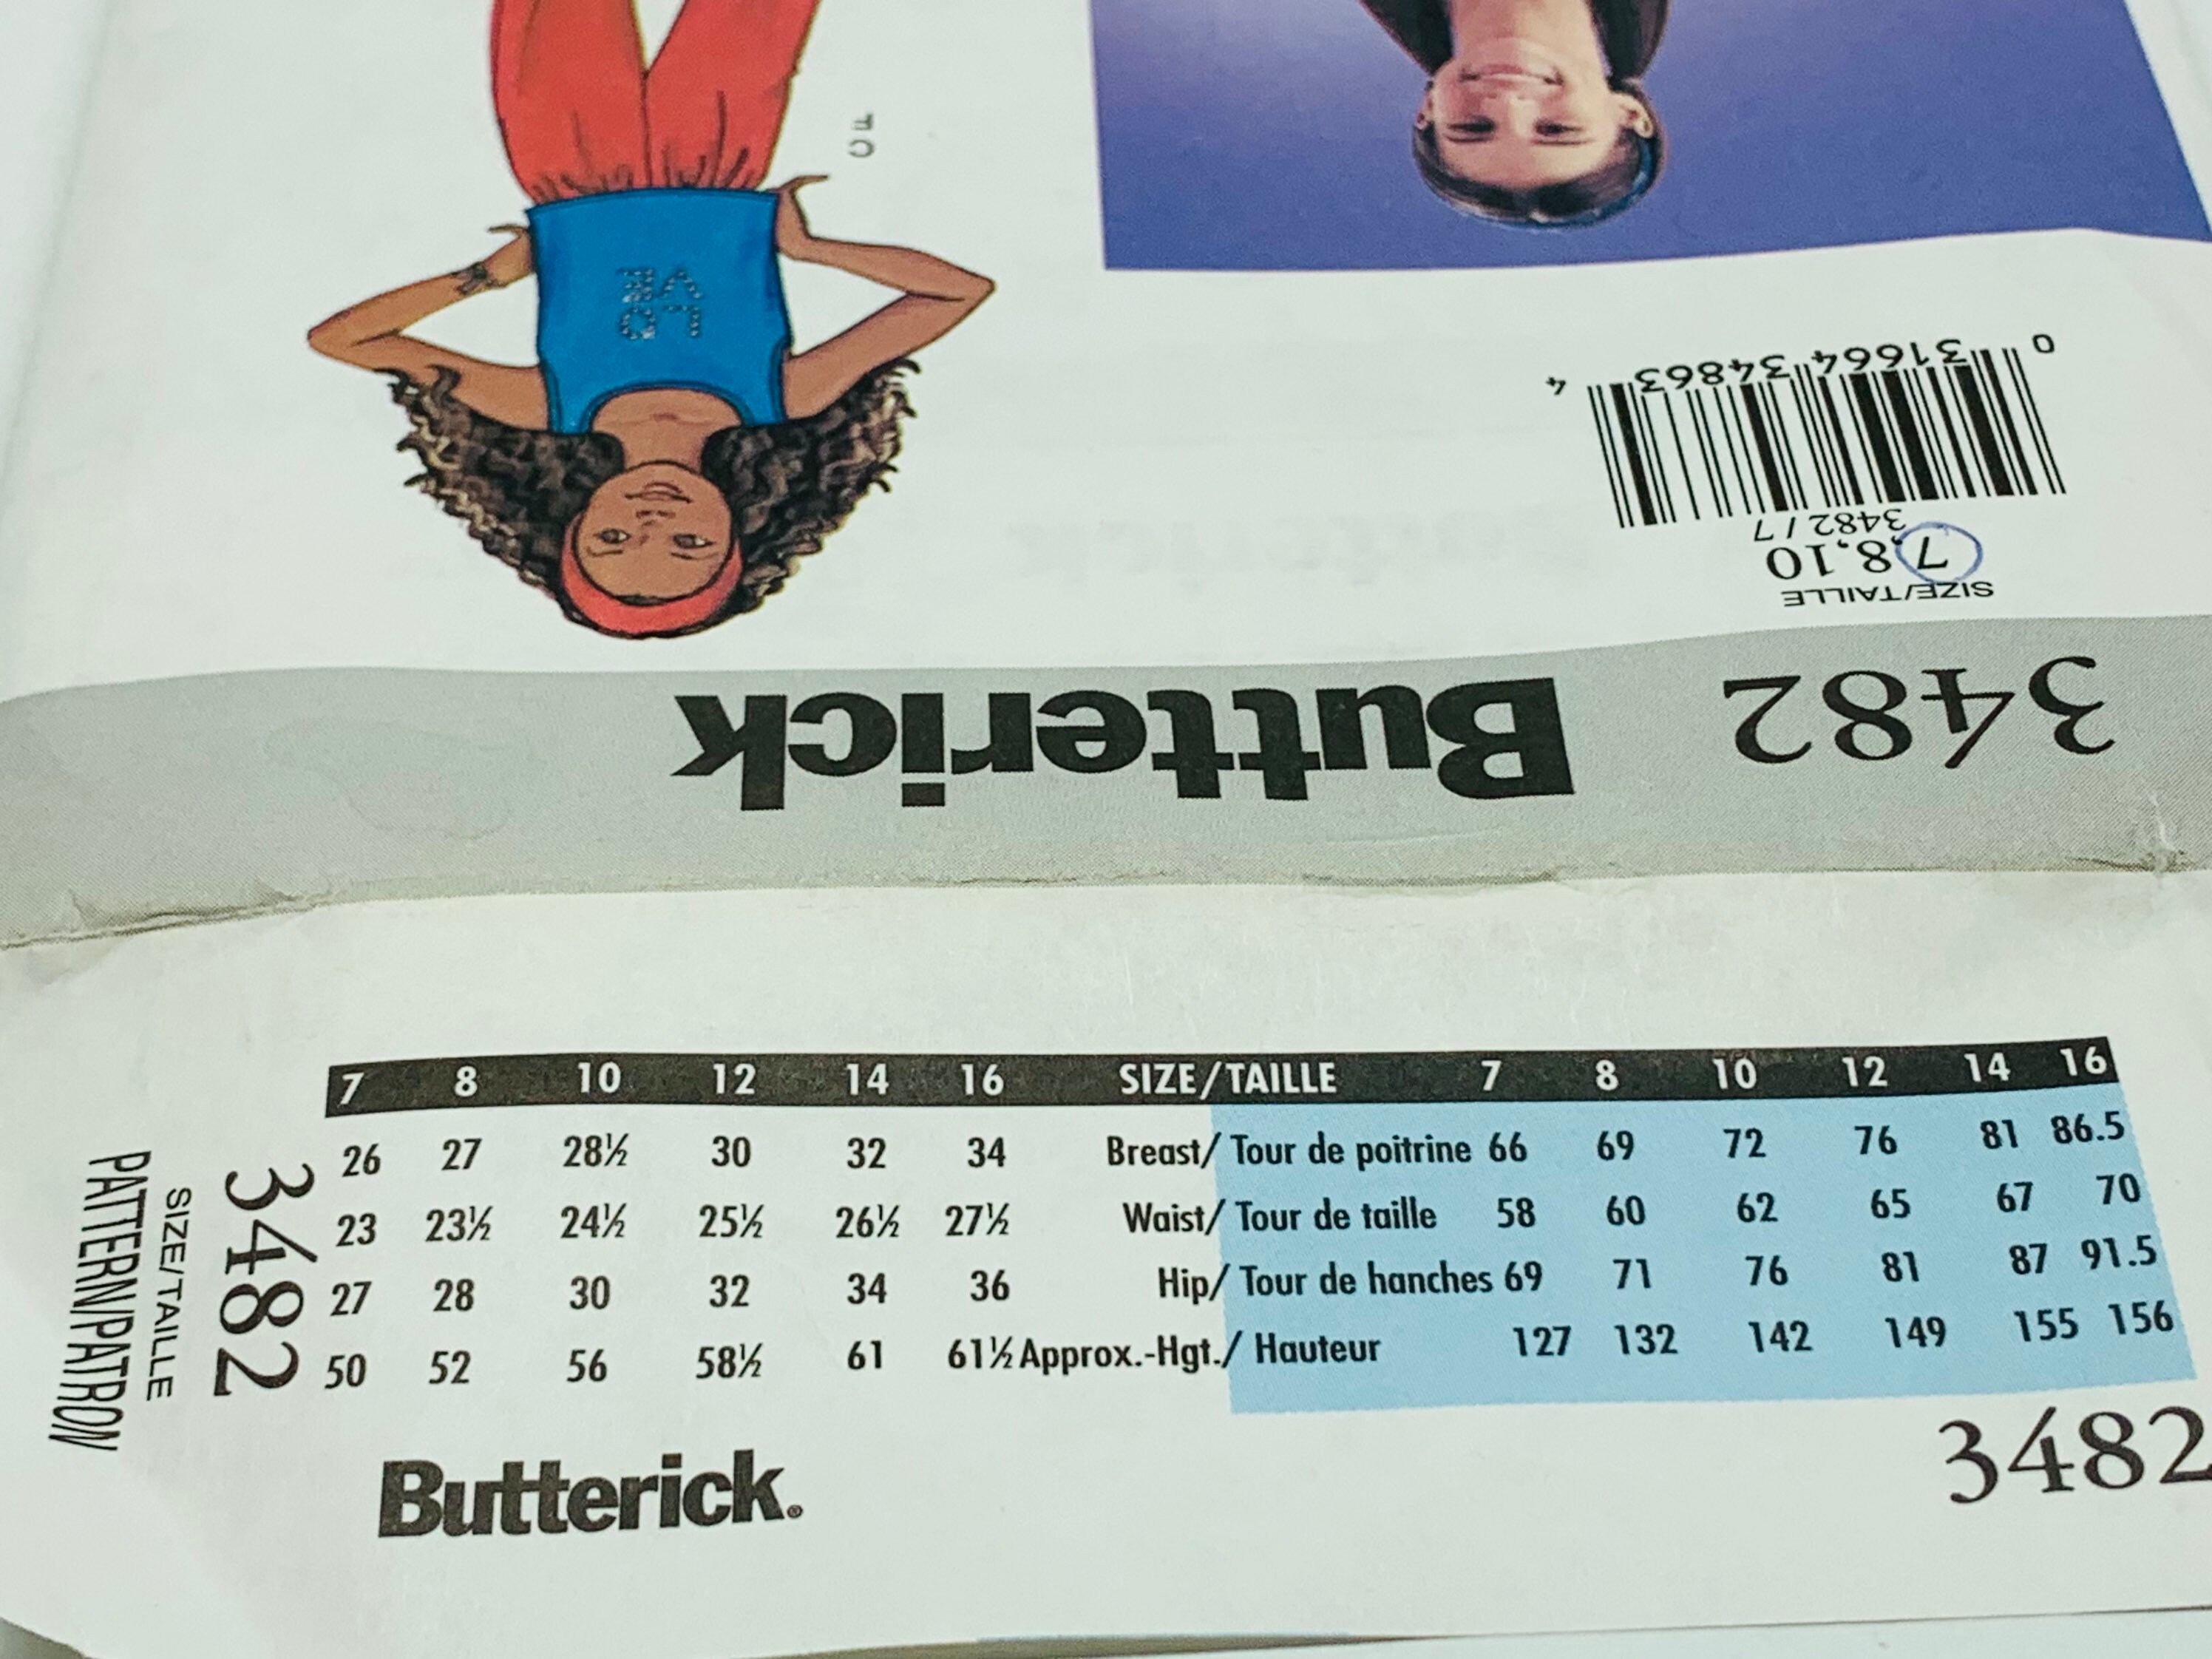 3482 Butterick
SIZE/TAILLE
7,8,10
3482/7
0 31664 34863 4
7 8 10 12 14 16 SIZE/TAILLE 7 8 10 12 14 16
26 27 28½ 30 32 34 Breast/ Tour de poitrine 66 69 72 76 81 86.5
23 23½ 24½ 25½ 26½ 27½ Waist/ Tour de taille 58 60 62 65 67 70
27 28 30 32 34 36 Hip/ Tour de hanches 69 71 76 81 87 91.5
50 52 56 58½ 61 61½ Approx.-Hgt./ Hauteur 127 132 142 149 155 156
3482
SIZE/TAILLE
PATTERN/PATRON
Butterick®
3482